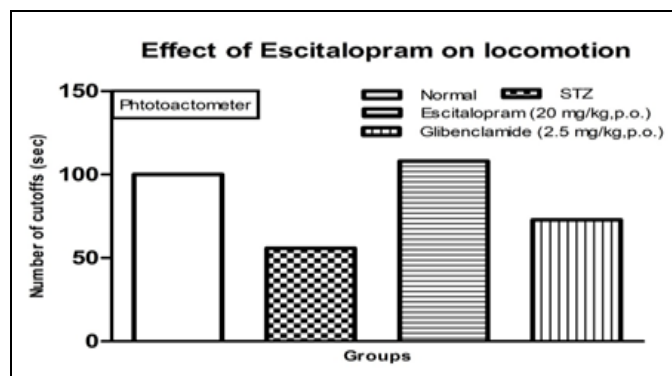 Effect of Escitalopram on locomotion
Phtotoactometer
Normal
STZ
Escitalopram (20 mg/kg,p.o.)
Glibenclamide (2.5 mg/kg,p.o.)
Number of cutoffs (sec)
150
100
50
0
Groups